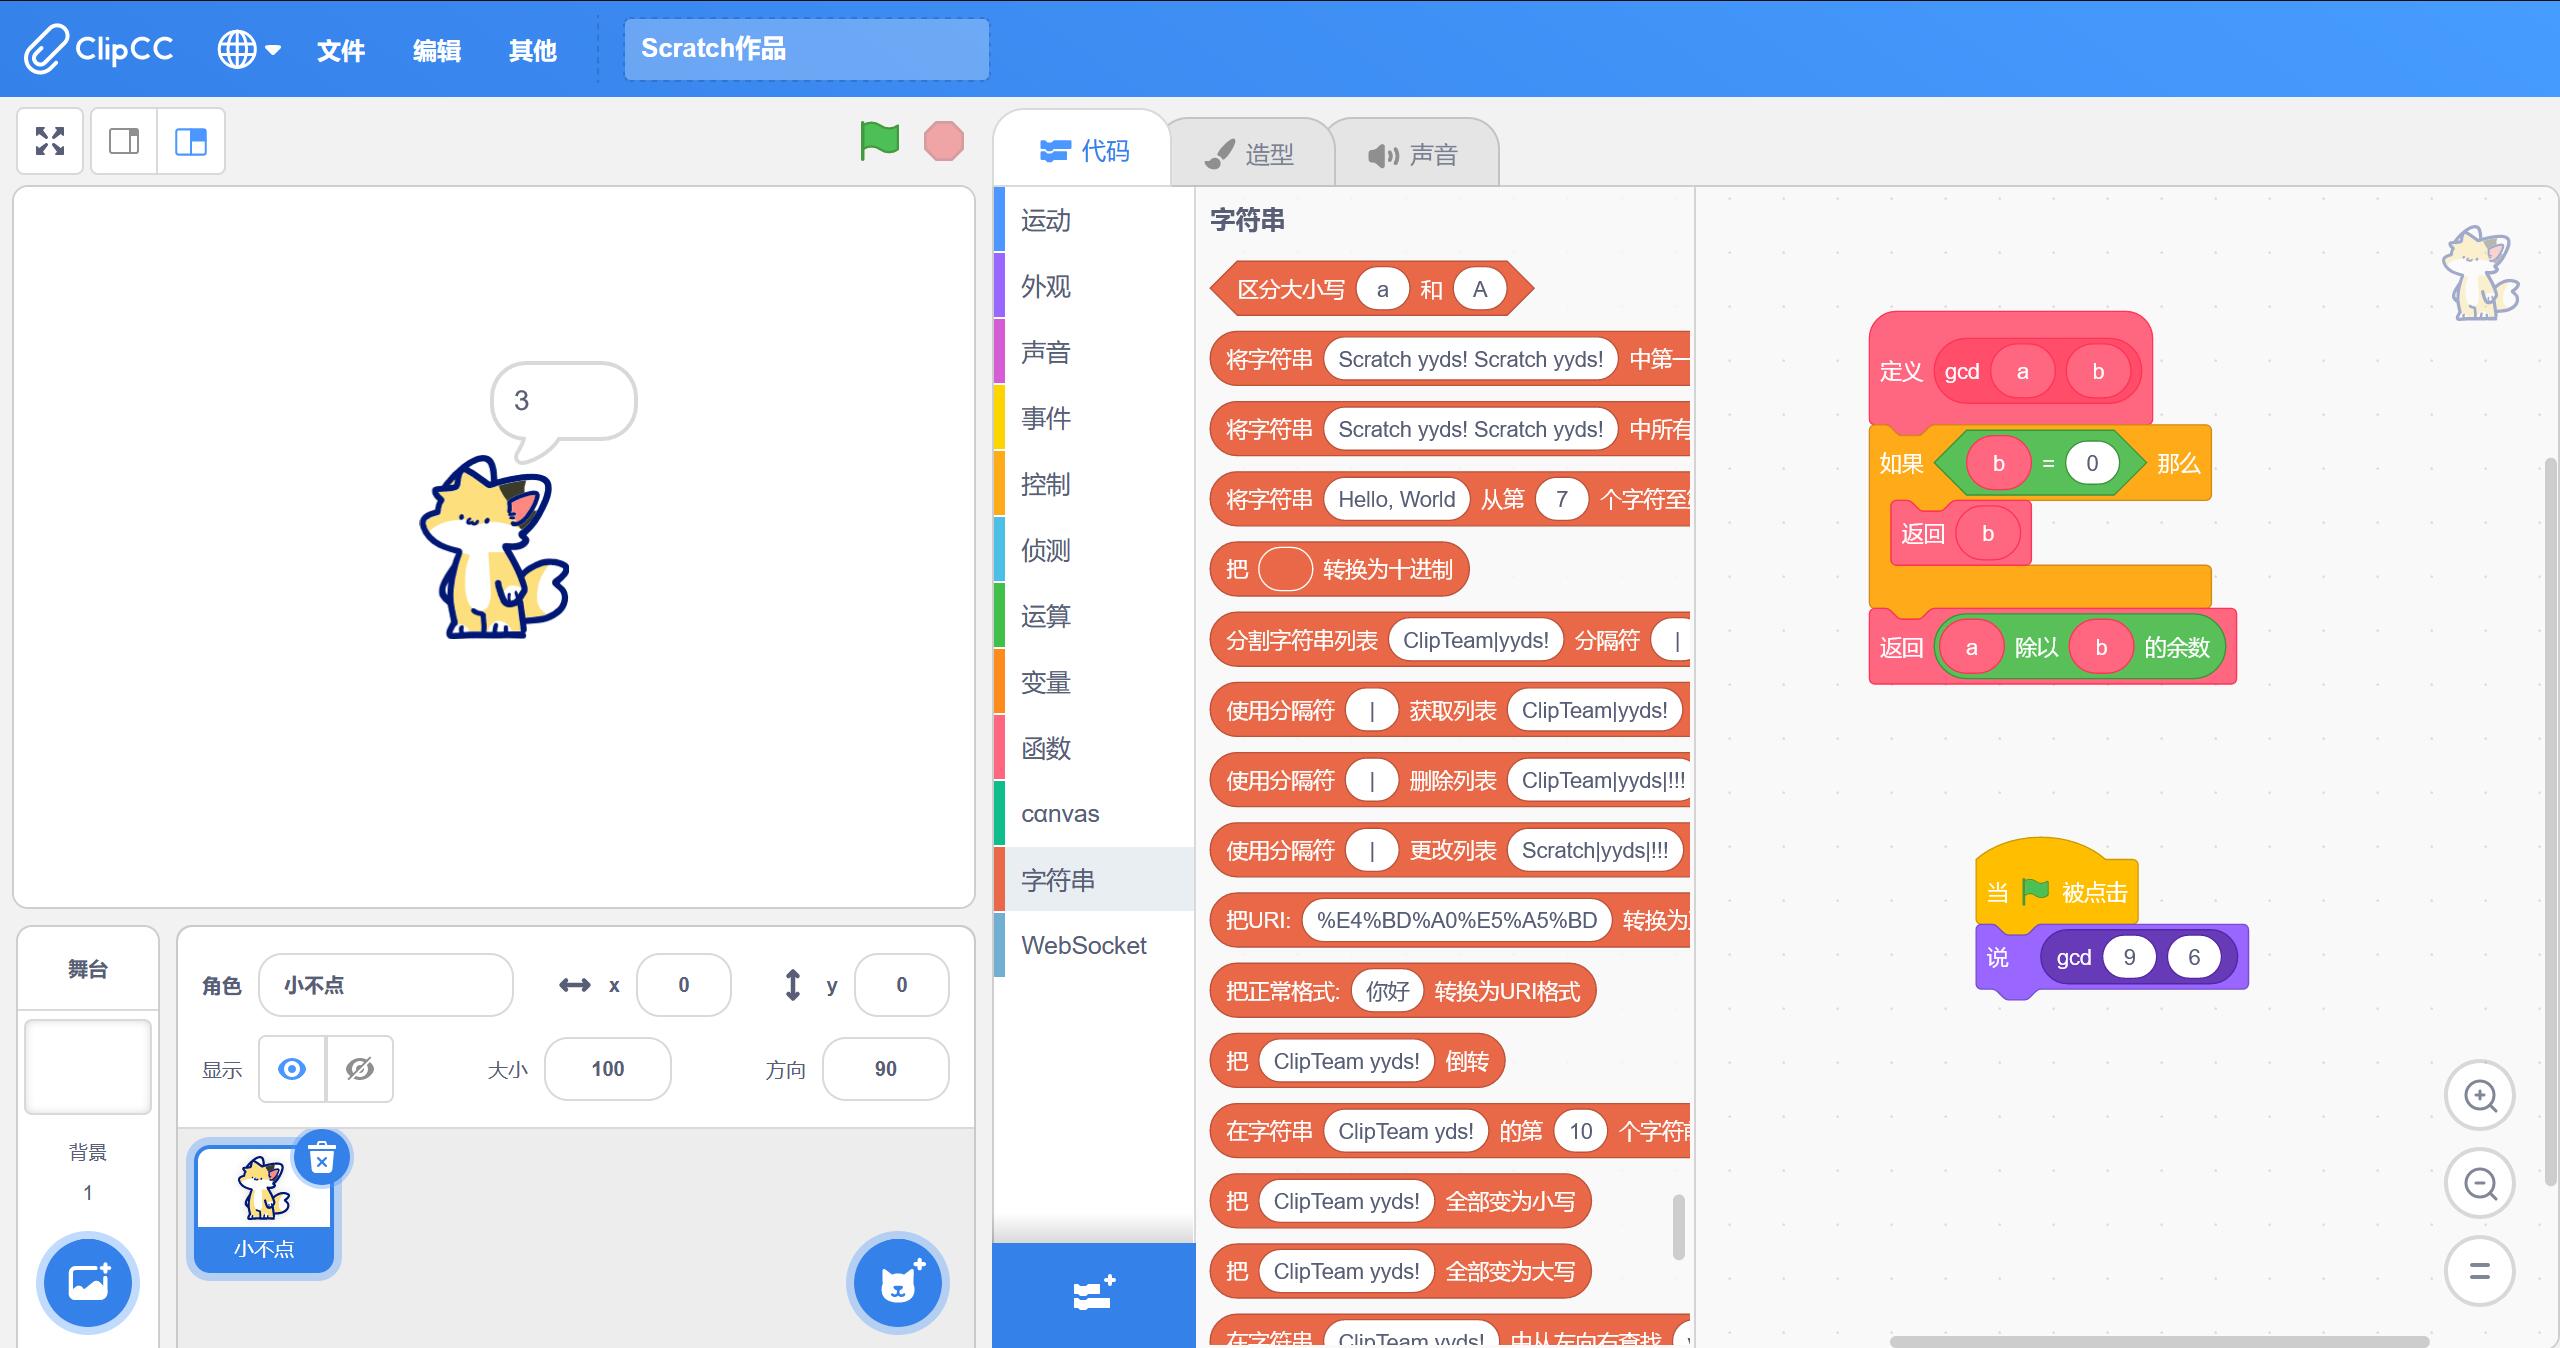 ClipCC 文件 编辑 其他 Scratch作品
代码 造型 声音
3
舞台
背景
1
角色 小不点 x 0 y 0
显示 大小 100 方向 90
小不点
运动
外观
声音
事件
控制
侦测
运算
变量
函数
canvas
字符串
WebSocket
字符串
区分大小写 a 和 A
将字符串 Scratch yyds! Scratch yyds! 中第一
将字符串 Scratch yyds! Scratch yyds! 中所有
将字符串 Hello, World 从第 7 个字符至
把 转换为十进制
分割字符串列表 ClipTeam|yyds! 分隔符 |
使用分隔符 | 获取列表 ClipTeam|yyds!
使用分隔符 | 删除列表 ClipTeam|yyds|!!!
使用分隔符 | 更改列表 Scratch|yyds|!!!
把URI: %E4%BD%A0%E5%A5%BD 转换为
把正常格式: 你好 转换为URI格式
把 ClipTeam yyds! 倒转
在字符串 ClipTeam yds! 的第 10 个字符
把 ClipTeam yyds! 全部变为小写
把 ClipTeam yyds! 全部变为大写
在字符串 ClipTeam yyds! 中从左向右查找
定义 gcd a b
如果 b = 0 那么
返回 b
返回 a 除以 b 的余数
当 被点击
说 gcd 9 6